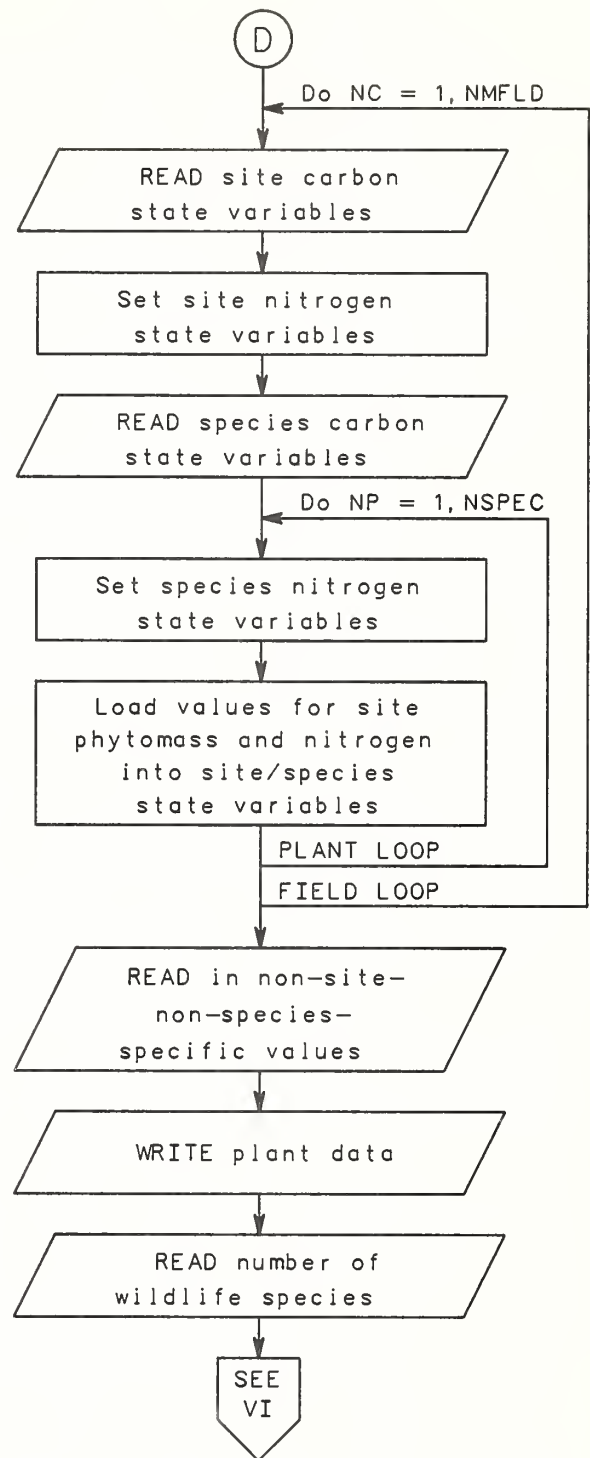 D
Do NC = 1, NMFLD
READ site carbon
state variables
Set site nitrogen
state variables
READ species carbon
state variables
Do NP = 1, NSPEC
Set species nitrogen
state variables
Load values for site
phytomass and nitrogen
into site/species
state variables
PLANT LOOP
FIELD LOOP
READ in non-site-
non-species-
specific values
WRITE plant data
READ number of
wildlife species
SEE
VI